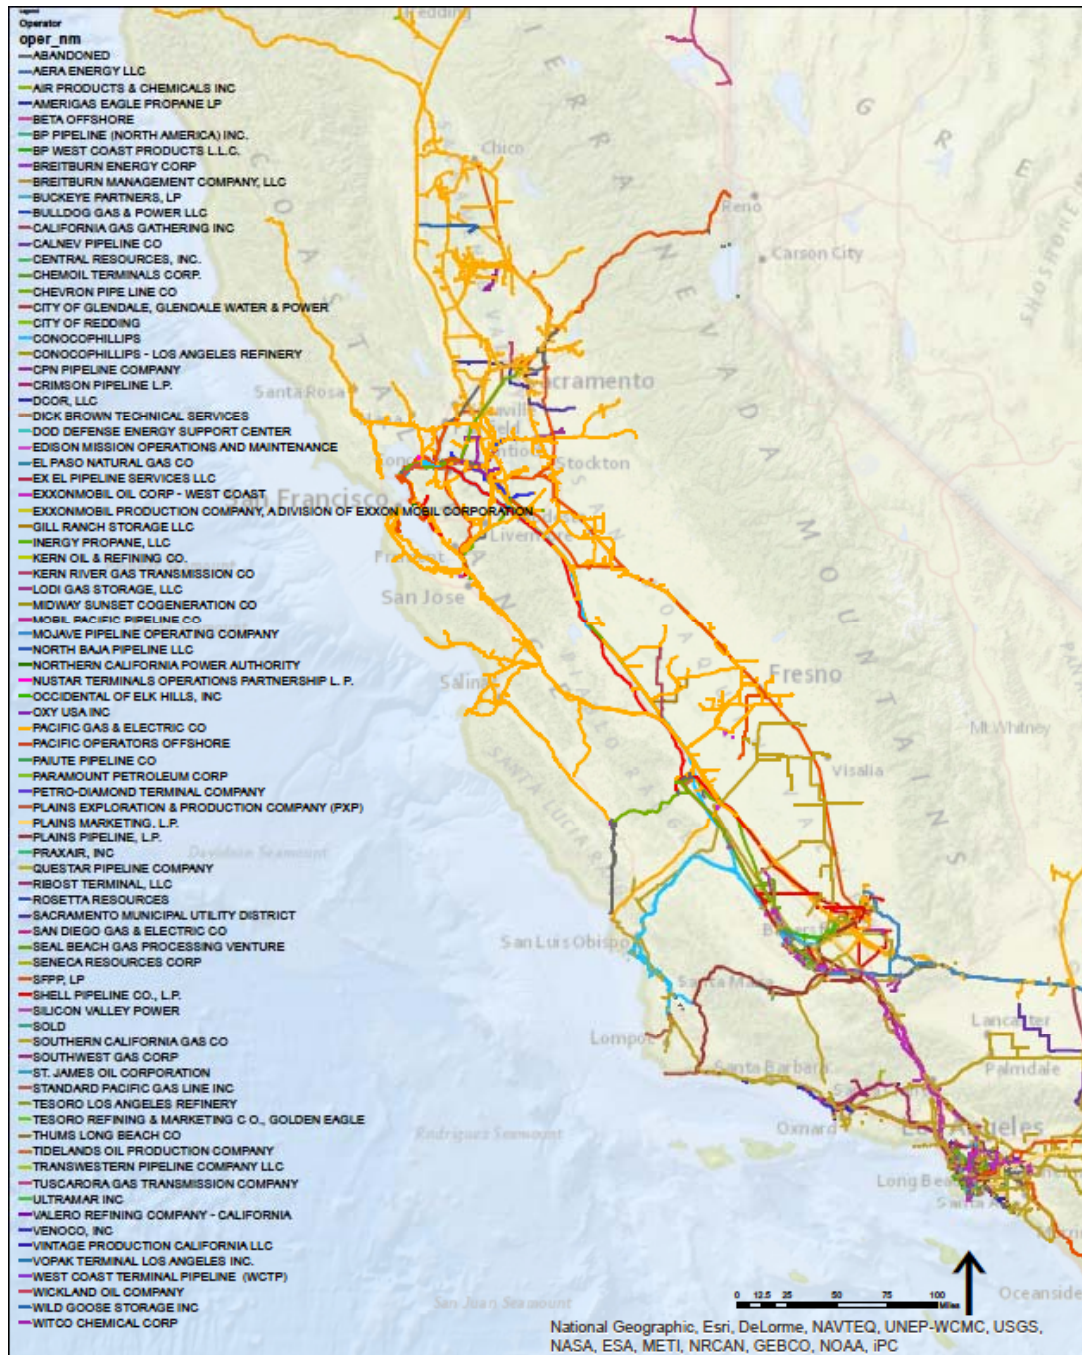 Legend
Operator
oper_nm
ABANDONED
AERA ENERGY LLC
AIR PRODUCTS & CHEMICALS INC
AMERIGAS EAGLE PROPANE LP
BETA OFFSHORE
BP PIPELINE (NORTH AMERICA) INC.
BP WEST COAST PRODUCTS L.L.C.
BREITBURN ENERGY CORP
BREITBURN MANAGEMENT COMPANY, LLC
BUCKEYE PARTNERS, LP
BULLDOG GAS & POWER LLC
CALIFORNIA GAS GATHERING INC
CALNEV PIPELINE CO
CENTRAL RESOURCES, INC.
CHEMOIL TERMINALS CORP.
CHEVRON PIPE LINE CO
CITY OF GLENDALE, GLENDALE WATER & POWER
CITY OF REDDING
CONOCOPHILLIPS
CONOCOPHILLIPS - LOS ANGELES REFINERY
CPN PIPELINE COMPANY
CRIMSON PIPELINE L.P.
DCOR, LLC
DICK BROWN TECHNICAL SERVICES
DOD DEFENSE ENERGY SUPPORT CENTER
EDISON MISSION OPERATIONS AND MAINTENANCE
EL PASO NATURAL GAS CO
EX EL PIPELINE SERVICES LLC
EXXONMOBIL OIL CORP - WEST COAST
EXXONMOBIL PRODUCTION COMPANY, A DIVISION OF EXXON MOBIL CORPORATION
GILL RANCH STORAGE LLC
INERGY PROPANE, LLC
KERN OIL & REFINING CO.
KERN RIVER GAS TRANSMISSION CO
LODI GAS STORAGE, LLC
MIDWAY SUNSET COGENERATION CO
MOBIL PACIFIC PIPELINE CO
MOJAVE PIPELINE OPERATING COMPANY
NORTH BAJA PIPELINE LLC
NORTHERN CALIFORNIA POWER AUTHORITY
NUSTAR TERMINALS OPERATIONS PARTNERSHIP L. P.
OCCIDENTAL OF ELK HILLS, INC
OXY USA INC
PACIFIC GAS & ELECTRIC CO
PACIFIC OPERATORS OFFSHORE
PAIUTE PIPELINE CO
PARAMOUNT PETROLEUM CORP
PETRO-DIAMOND TERMINAL COMPANY
PLAINS EXPLORATION & PRODUCTION COMPANY (PXP)
PLAINS MARKETING, L.P.
PLAINS PIPELINE, L.P.
PRAXAIR, INC
QUESTAR PIPELINE COMPANY
RIBOST TERMINAL, LLC
ROSETTA RESOURCES
SACRAMENTO MUNICIPAL UTILITY DISTRICT
SAN DIEGO GAS & ELECTRIC CO
SEAL BEACH GAS PROCESSING VENTURE
SENECA RESOURCES CORP
SFPP, LP
SHELL PIPELINE CO., L.P.
SILICON VALLEY POWER
SOLD
SOUTHERN CALIFORNIA GAS CO
SOUTHWEST GAS CORP
ST. JAMES OIL CORPORATION
STANDARD PACIFIC GAS LINE INC
TESORO LOS ANGELES REFINERY
TESORO REFINING & MARKETING C O., GOLDEN EAGLE
THUMS LONG BEACH CO
TIDELANDS OIL PRODUCTION COMPANY
TRANSWESTERN PIPELINE COMPANY LLC
TUSCARORA GAS TRANSMISSION COMPANY
ULTRAMAR INC
VALERO REFINING COMPANY - CALIFORNIA
VENOCO, INC
VINTAGE PRODUCTION CALIFORNIA LLC
VOPAK TERMINAL LOS ANGELES INC.
WEST COAST TERMINAL PIPELINE (WCTP)
WICKLAND OIL COMPANY
WILD GOOSE STORAGE INC
WITCO CHEMICAL CORP
Redding
Chico
Reno
Carson City
Santa Rosa
Sacramento
Stockton
San Francisco
Livermore
Fremont
San Jose
Salinas
Fresno
Mt. Whitney
Visalia
SANTA LUCIA RA
Davidson Seamount
San Luis Obispo
Santa Maria
Lompoc
Lancaster
Palmdale
Santa Barbara
Oxnard
Los Angeles
Rodriguez Seamount
Long Beach
Santa Ana
Oceanside
San Juan Seamount
0 12.5 25 50 75 100
Miles
National Geographic, Esri, DeLorme, NAVTEQ, UNEP-WCMC, USGS,
NASA, ESA, METI, NRCAN, GEBCO, NOAA, iPC